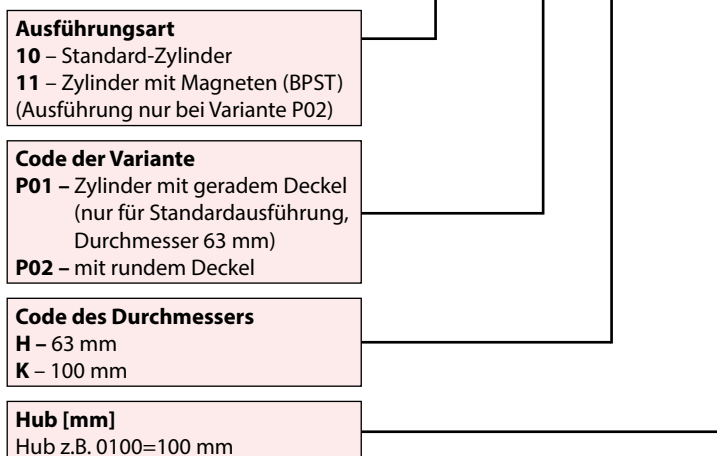 Ausführungsart
10 – Standard-Zylinder
11 – Zylinder mit Magneten (BPST)
(Ausführung nur bei Variante P02)
Code der Variante
P01 – Zylinder mit geradem Deckel
(nur für Standardausführung,
Durchmesser 63 mm)
P02 – mit rundem Deckel
Code des Durchmessers
H – 63 mm
K – 100 mm
Hub [mm]
Hub z.B. 0100=100 mm